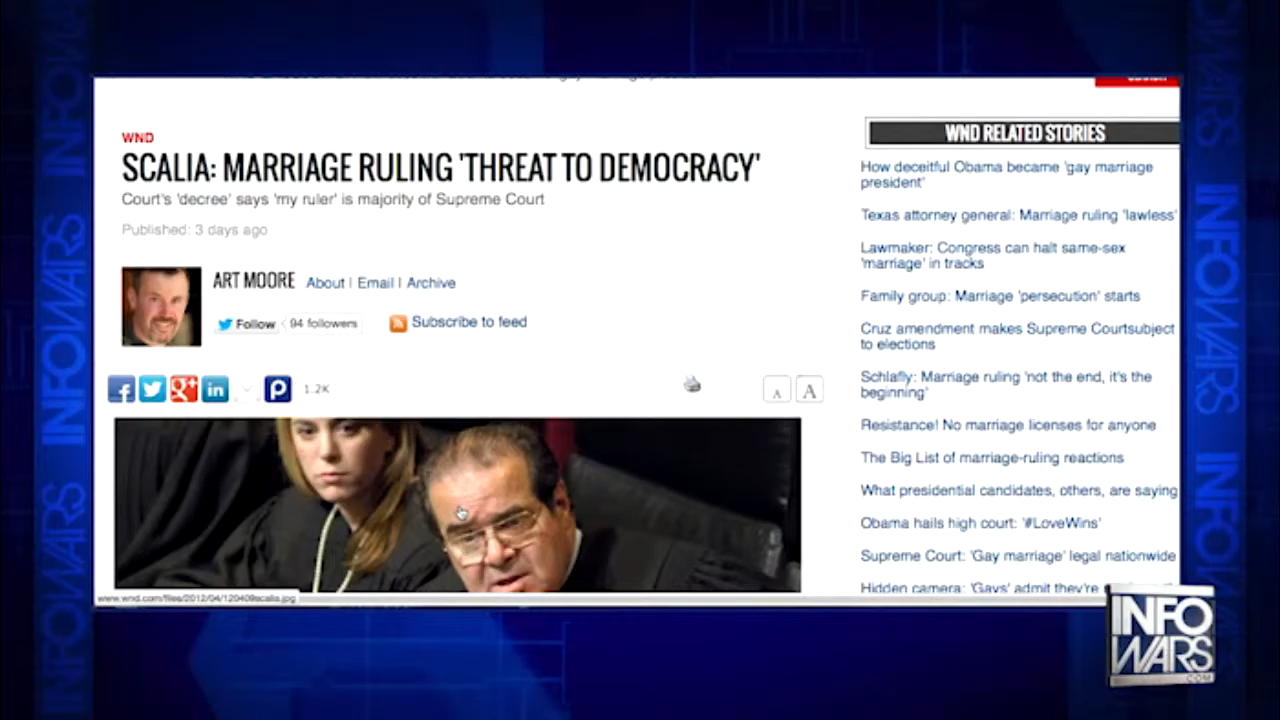 WND
SCALIA: MARRIAGE RULING 'THREAT TO DEMOCRACY'
Court's 'decree' says 'my ruler' is majority of Supreme Court
Published: 3 days ago
ART MOORE About | Email | Archive
Follow 94 followers Subscribe to feed
1.2K
A A
www.wnd.com/files/2012/04/120409scalia.jpg
WND RELATED STORIES
How deceitful Obama became 'gay marriage
president'
Texas attorney general: Marriage ruling 'lawless'
Lawmaker: Congress can halt same-sex
'marriage' in tracks
Family group: Marriage 'persecution' starts
Cruz amendment makes Supreme Courtsubject
to elections
Schlafly: Marriage ruling 'not the end, it's the
beginning'
Resistance! No marriage licenses for anyone
The Big List of marriage-ruling reactions
What presidential candidates, others, are saying
Obama hails high court: '#LoveWins'
Supreme Court: 'Gay marriage' legal nationwide
Hidden camera: 'Gays' admit they're
INFO
WARS
.COM
INFOWARS
INFOWARS
INFOWARS
INFOWARS